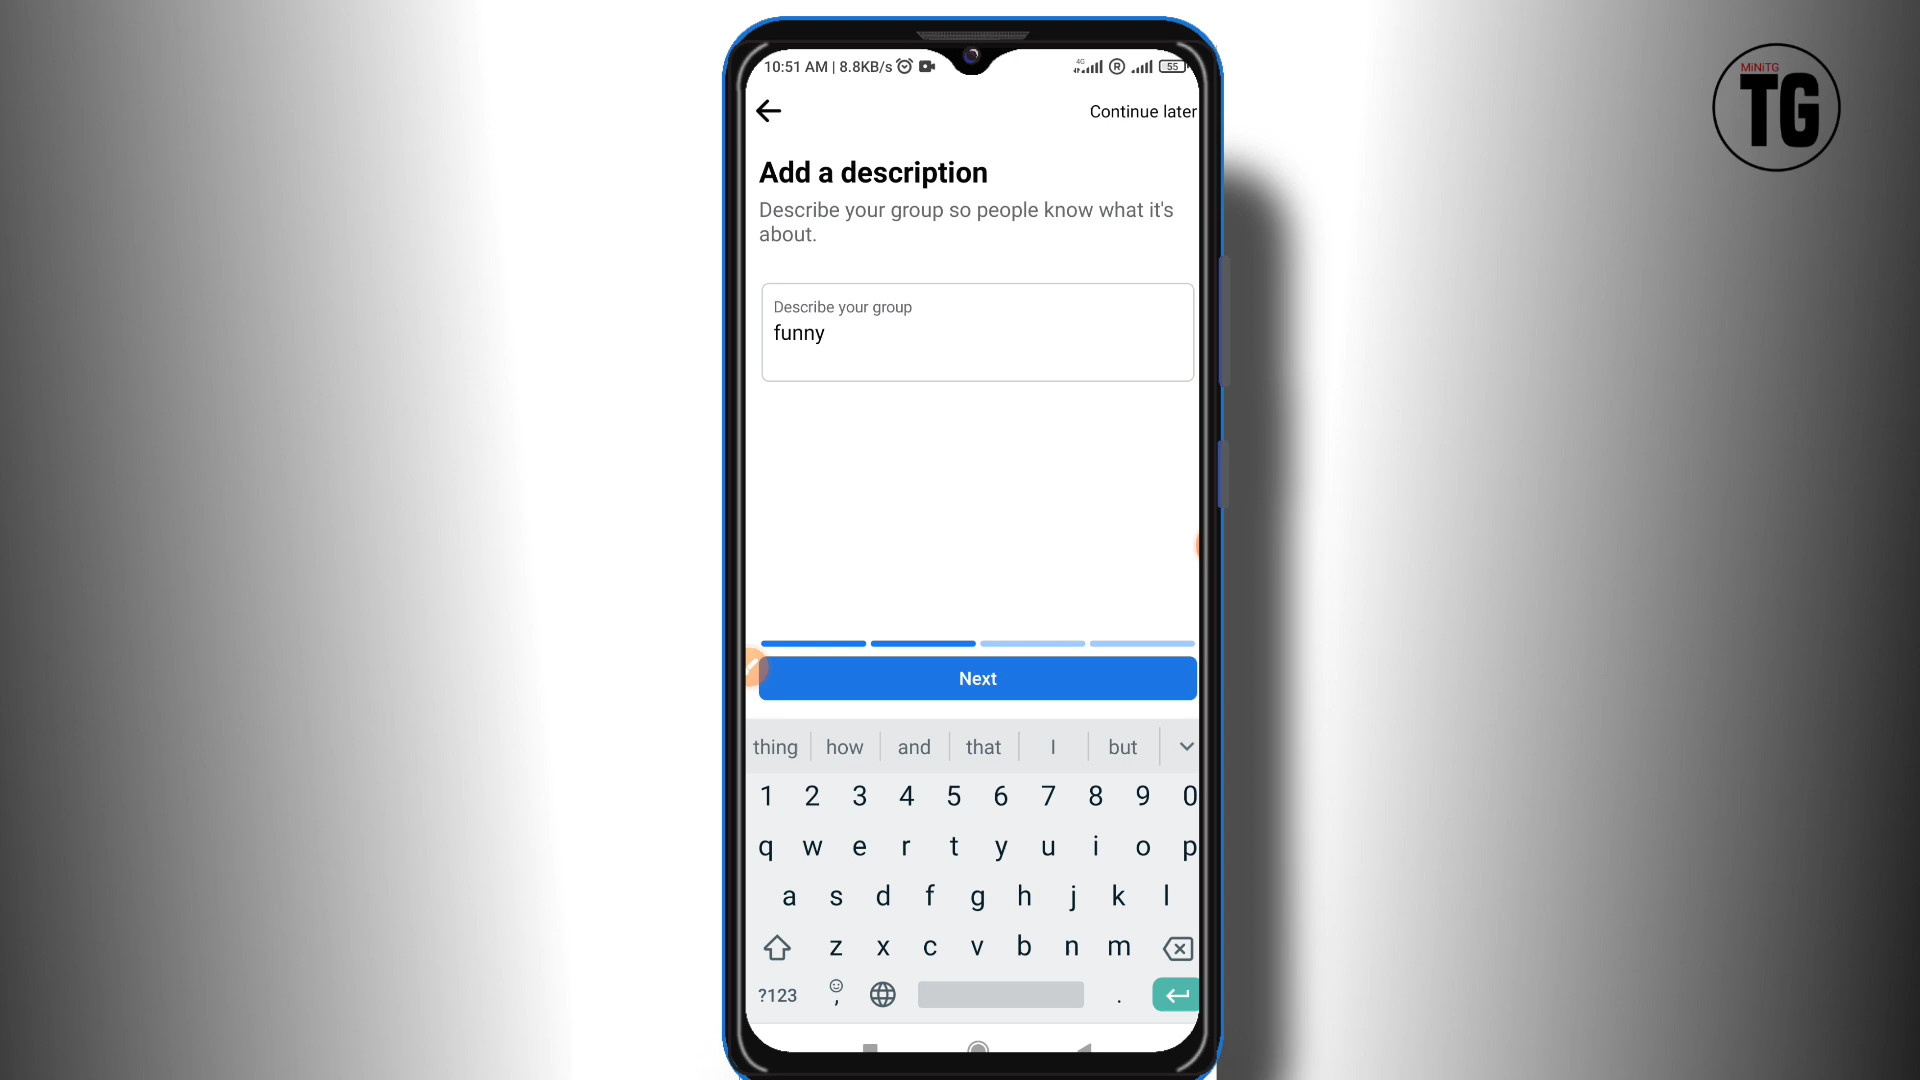 MiNiTG
TG
10:51 AM | 8.8KB/s
4G
R
55
Continue later
Add a description
Describe your group so people know what it's
about.
Describe your group
funny
Next
thing how and that I but
1 2 3 4 5 6 7 8 9 0
q w e r t y u i o p
a s d f g h j k l
z x c v b n m
?123 , .